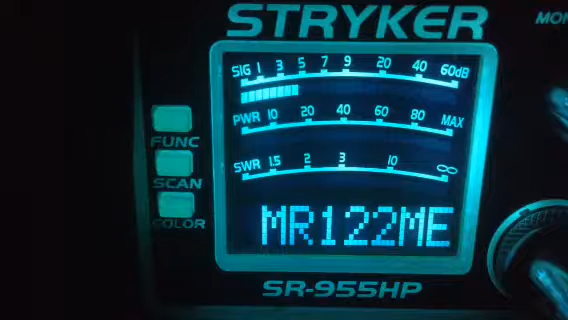 STRYKER
MON
SIG 1 3 5 7 9 20 40 60dB
PWR 10 20 40 60 80 MAX
FUNC
SWR 1.5 2 3 10 ∞
SCAN
COLOR
MR122ME
SR-955HP